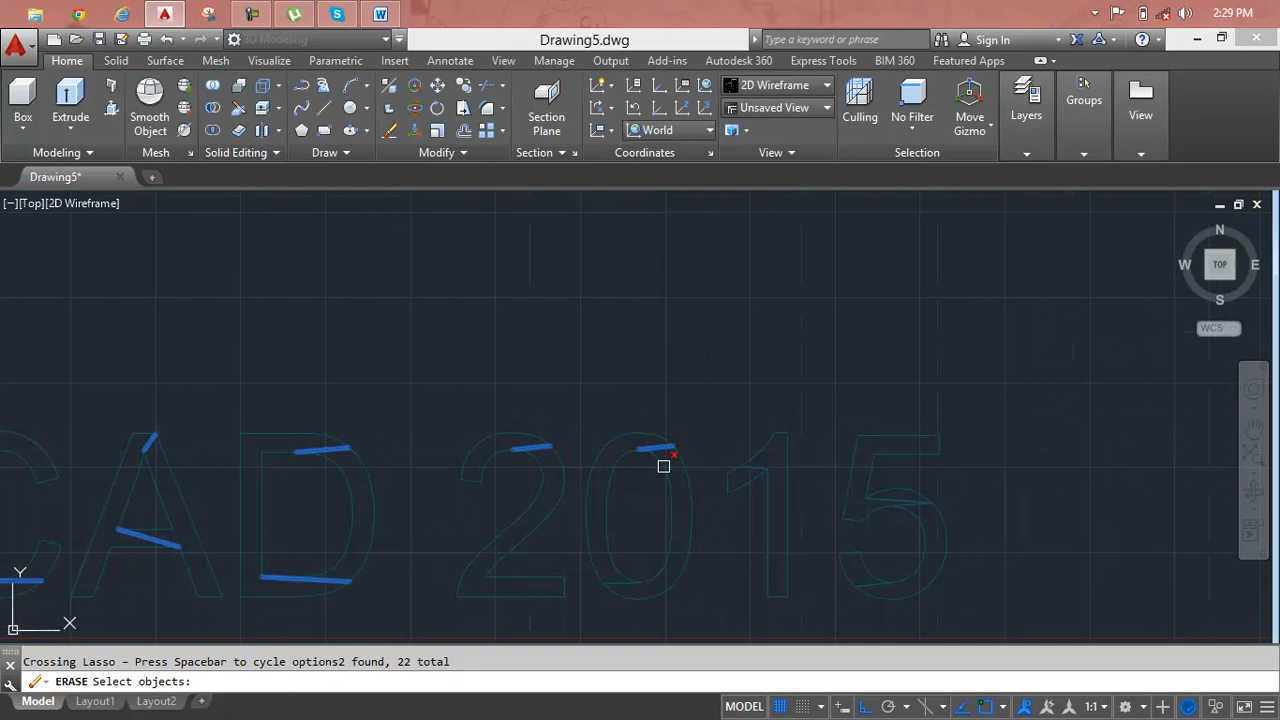 2:29 PM
3D Modeling
Drawing5.dwg
Type a keyword or phrase
Sign In
Home Solid Surface Mesh Visualize Parametric Insert Annotate View Manage Output Add-ins Autodesk 360 Express Tools BIM 360 Featured Apps
Box
Extrude
Smooth Object
Section Plane
World
2D Wireframe
Unsaved View
Culling
No Filter
Move Gizmo
Layers
Groups
View
Modeling Mesh Solid Editing Draw Modify Section Coordinates View Selection
Drawing5*
[−][Top][2D Wireframe]
N
W TOP E
S
WCS
CAD 2015
Y
X
Crossing Lasso - Press Spacebar to cycle options2 found, 22 total
ERASE Select objects:
Model Layout1 Layout2 +
MODEL 1:1